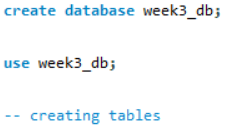 create database week3_db;
use week3_db;
-- creating tables